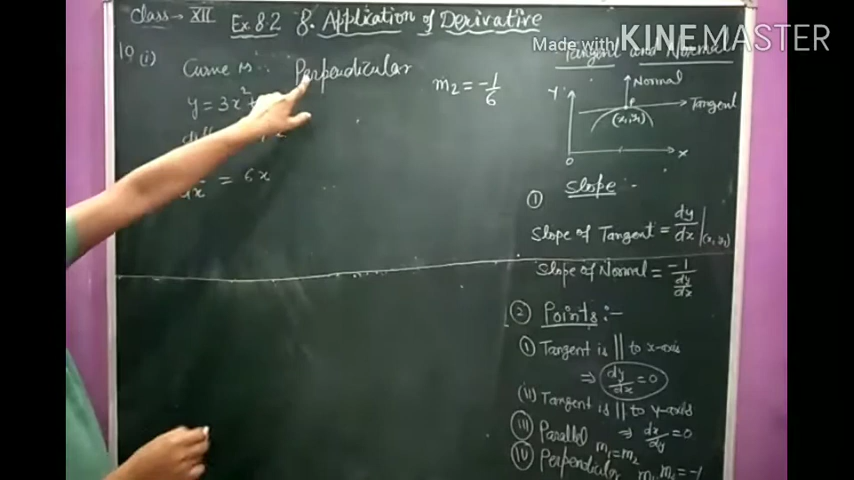 Class → XII Ex. 8.2 8. Application of Derivative
Made with KINEMASTER
Tangent and Normal
19 (i) Curve is :. Perpendicular
y = 3x²
m₂ = -1/6
= 6x
Y
Normal
P
Tangent
(x₁, y₁)
O
X
① Slope :-
Slope of Tangent = dy/dx |(x₁, y₁)
Slope of Normal = -1/(dy/dx)
② Points :-
(i) Tangent is || to x-axis
⇒ dy/dx = 0
(ii) Tangent is || to y-axis
⇒ dx/dy = 0
(iii) Parallel m₁ = m₂
(iv) Perpendicular m₁ m₂ = -1